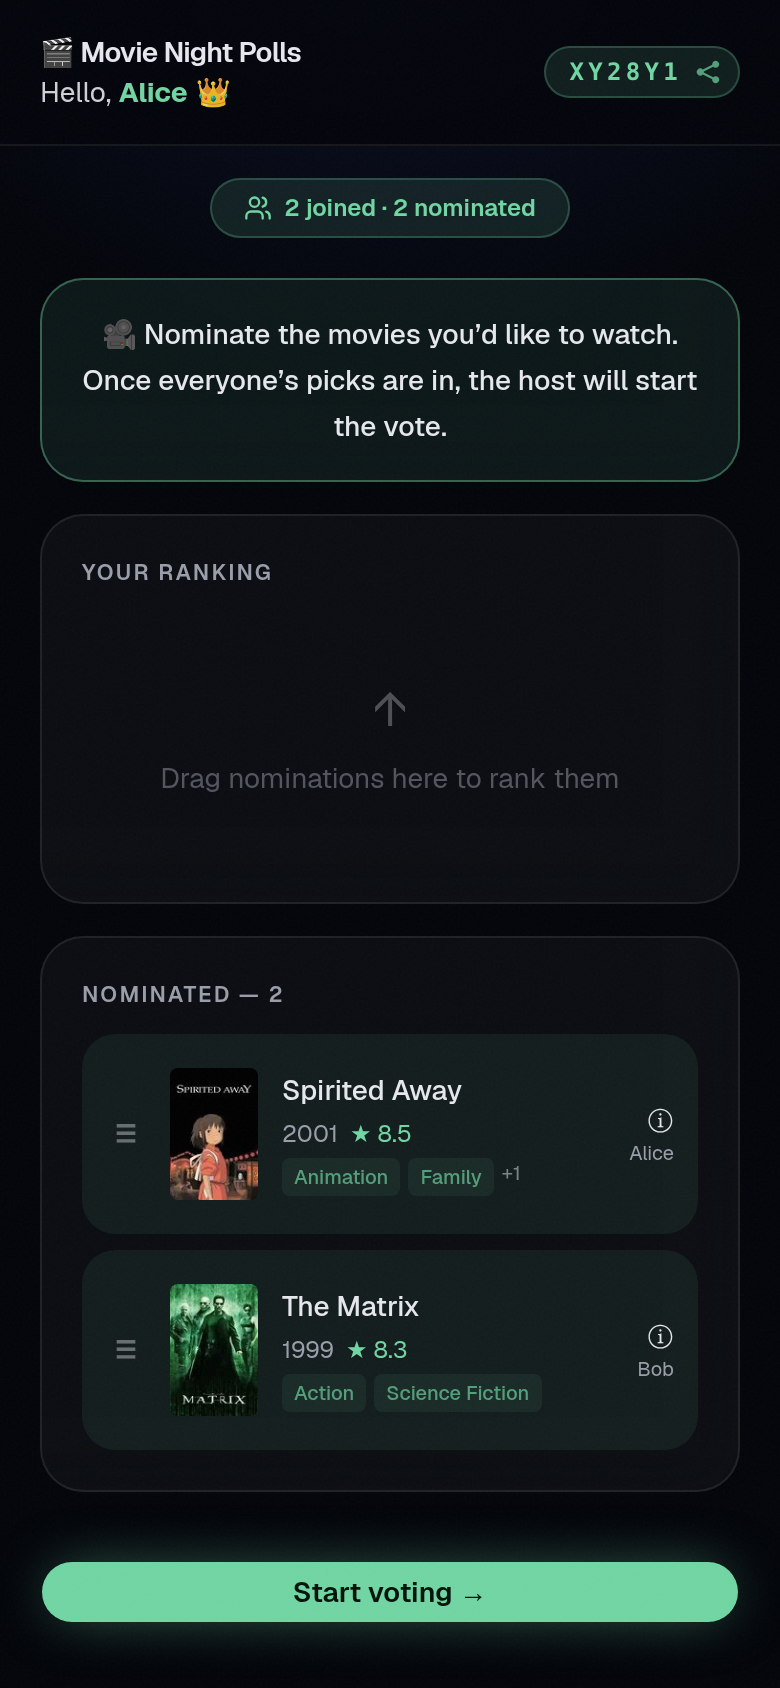 🎬 Movie Night Polls
Hello, Alice 👑
XY28Y1
2 joined · 2 nominated
🎥 Nominate the movies you’d like to watch.
Once everyone’s picks are in, the host will start
the vote.
YOUR RANKING
↑
Drag nominations here to rank them
NOMINATED — 2
SPIRITED AWAY
Spirited Away
2001 ★ 8.5
Animation Family +1
ⓘ
Alice
MATRIX
The Matrix
1999 ★ 8.3
Action Science Fiction
ⓘ
Bob
Start voting →